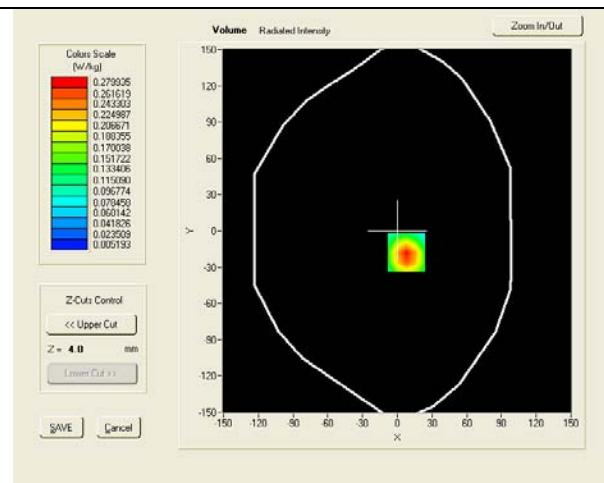 Volume Radiated Intensity
Zoom In/Out
Colors Scale
(W/kg)
0.279935
0.261619
0.243303
0.224987
0.206671
0.188355
0.170038
0.151722
0.133406
0.115090
0.096774
0.078458
0.060142
0.041826
0.023509
0.005193
Z-Cuts Control
<< Upper Cut
Z = 4.0 mm
Lower Cut >>
SAVE
Cancel
150
120
90
60
30
0
-30
-60
-90
-120
-150
Y
-150 -120 -90 -60 -30 0 30 60 90 120 150
X